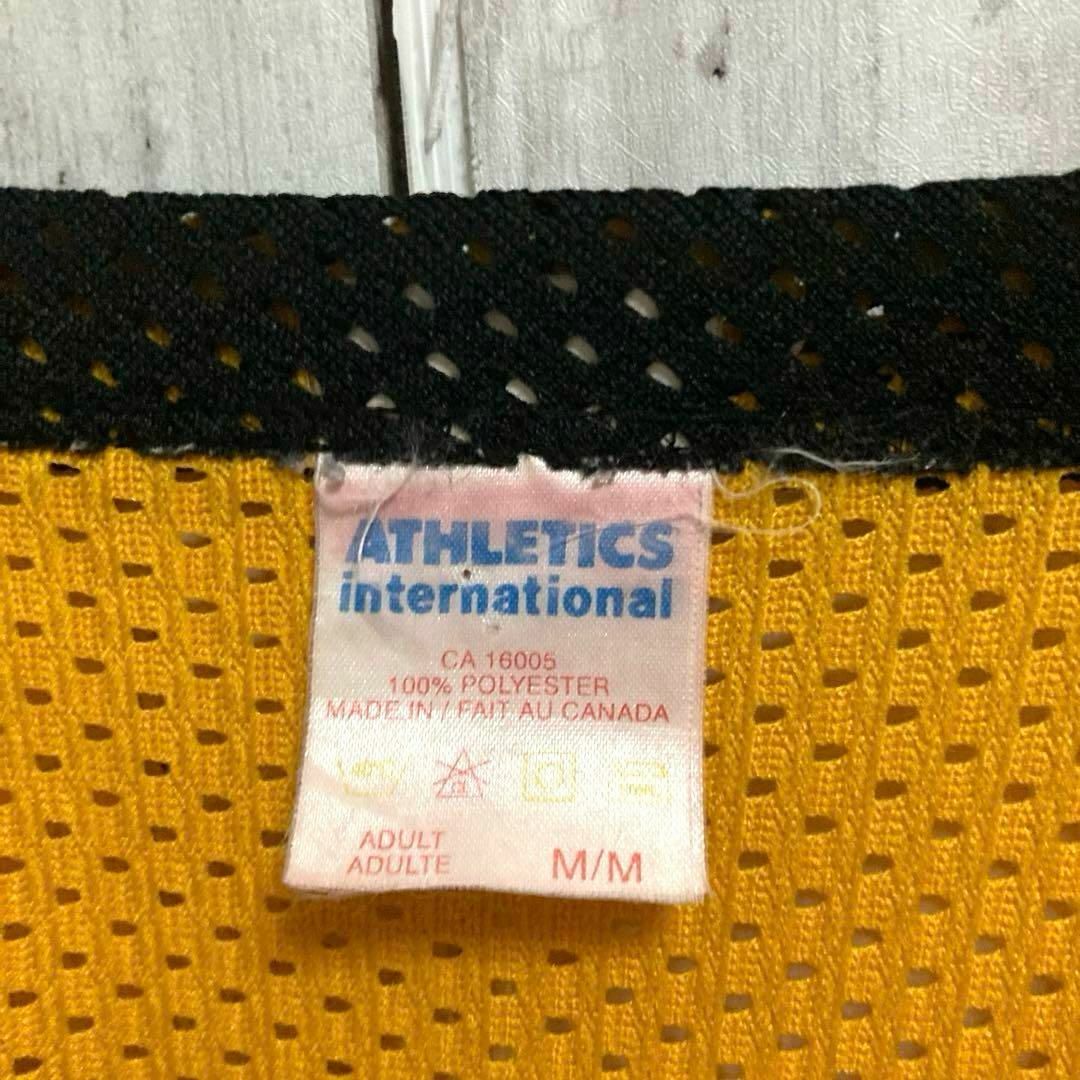 ATHLETICS
international
CA 16005
100% POLYESTER
MADE IN / FAIT AU CANADA
ADULT
ADULTE
M/M